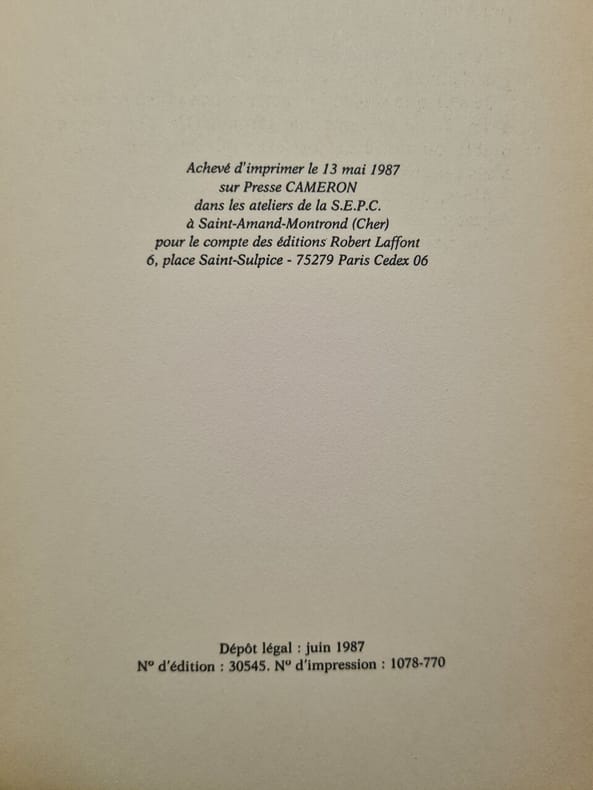 Achevé d'imprimer le 13 mai 1987
sur Presse CAMERON
dans les ateliers de la S.E.P.C.
à Saint-Amand-Montrond (Cher)
pour le compte des éditions Robert Laffont
6, place Saint-Sulpice - 75279 Paris Cedex 06
Dépôt légal : juin 1987
Nº d'édition : 30545. Nº d'impression : 1078-770